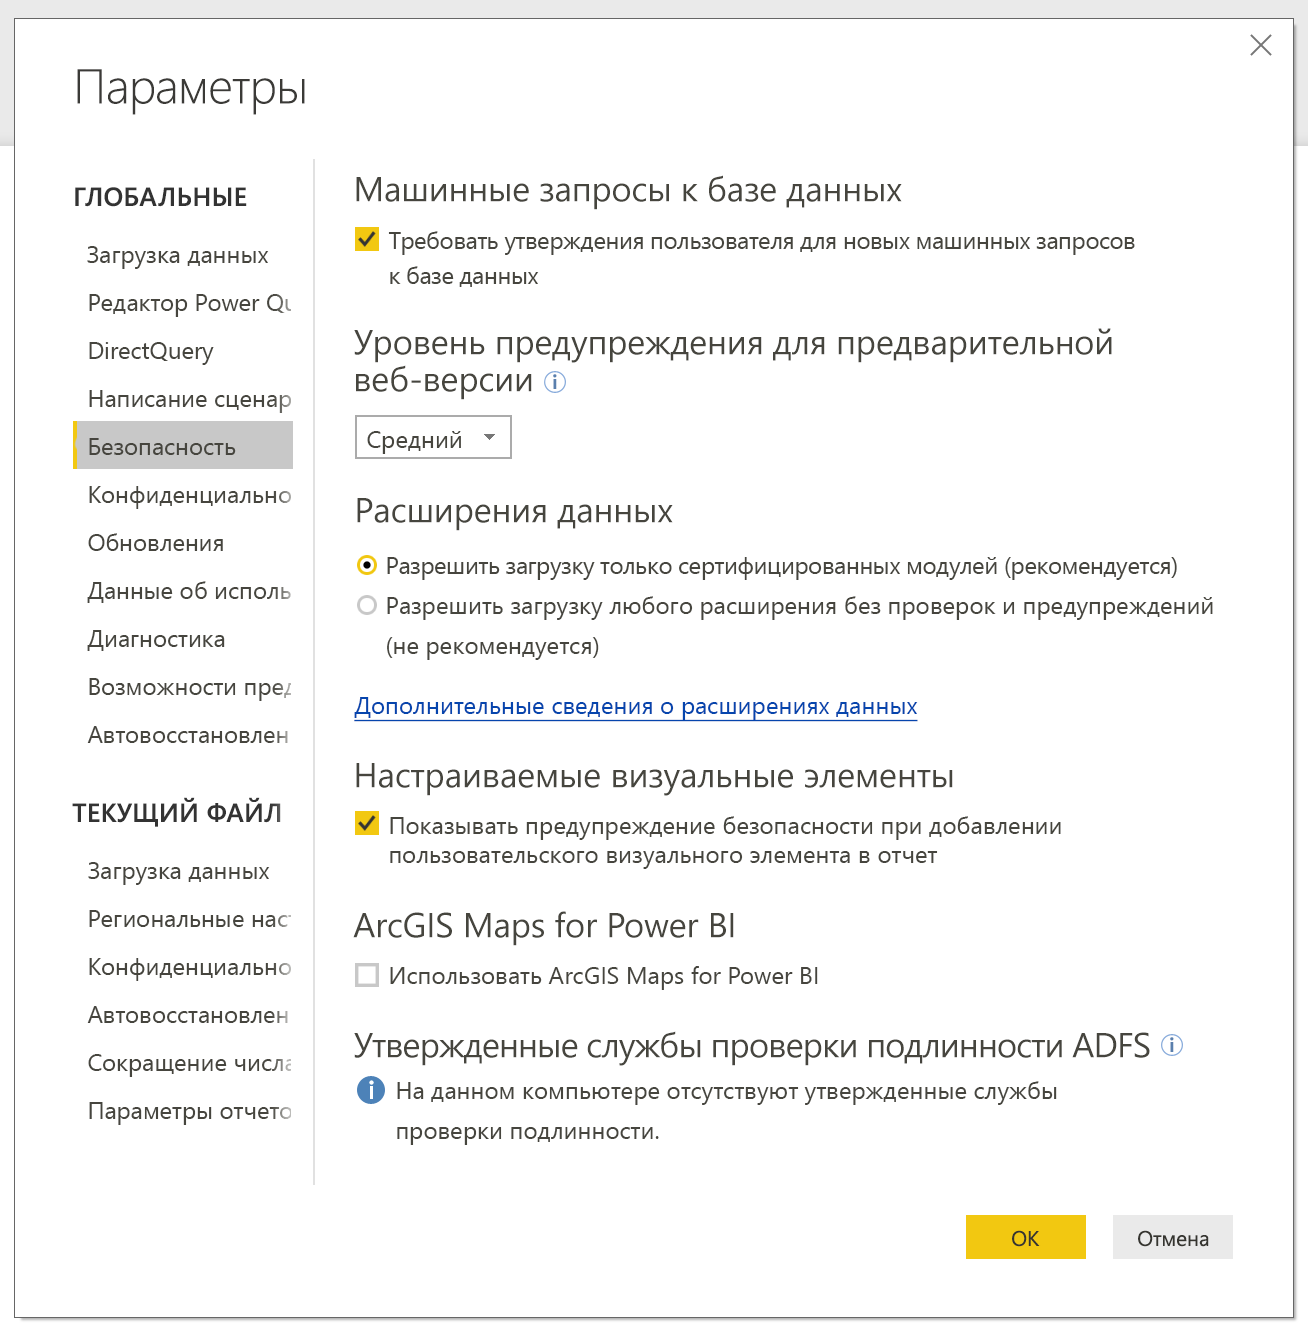 Параметры
ГЛОБАЛЬНЫЕ
Загрузка данных
Редактор Power Qu
DirectQuery
Написание сценар
Безопасность
Конфиденциально
Обновления
Данные об исполь
Диагностика
Возможности пред
Автовосстановлен
ТЕКУЩИЙ ФАЙЛ
Загрузка данных
Региональные наст
Конфиденциально
Автовосстановлен
Сокращение числа
Параметры отчето
Машинные запросы к базе данных
Требовать утверждения пользователя для новых машинных запросов
к базе данных
Уровень предупреждения для предварительной
веб-версии
Средний
Расширения данных
Разрешить загрузку только сертифицированных модулей (рекомендуется)
Разрешить загрузку любого расширения без проверок и предупреждений
(не рекомендуется)
Дополнительные сведения о расширениях данных
Настраиваемые визуальные элементы
Показывать предупреждение безопасности при добавлении
пользовательского визуального элемента в отчет
ArcGIS Maps for Power BI
Использовать ArcGIS Maps for Power BI
Утвержденные службы проверки подлинности ADFS
На данном компьютере отсутствуют утвержденные службы
проверки подлинности.
ОК
Отмена